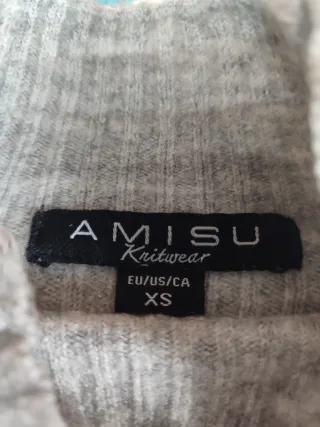 AMISU
Knitwear
EU/US/CA
XS